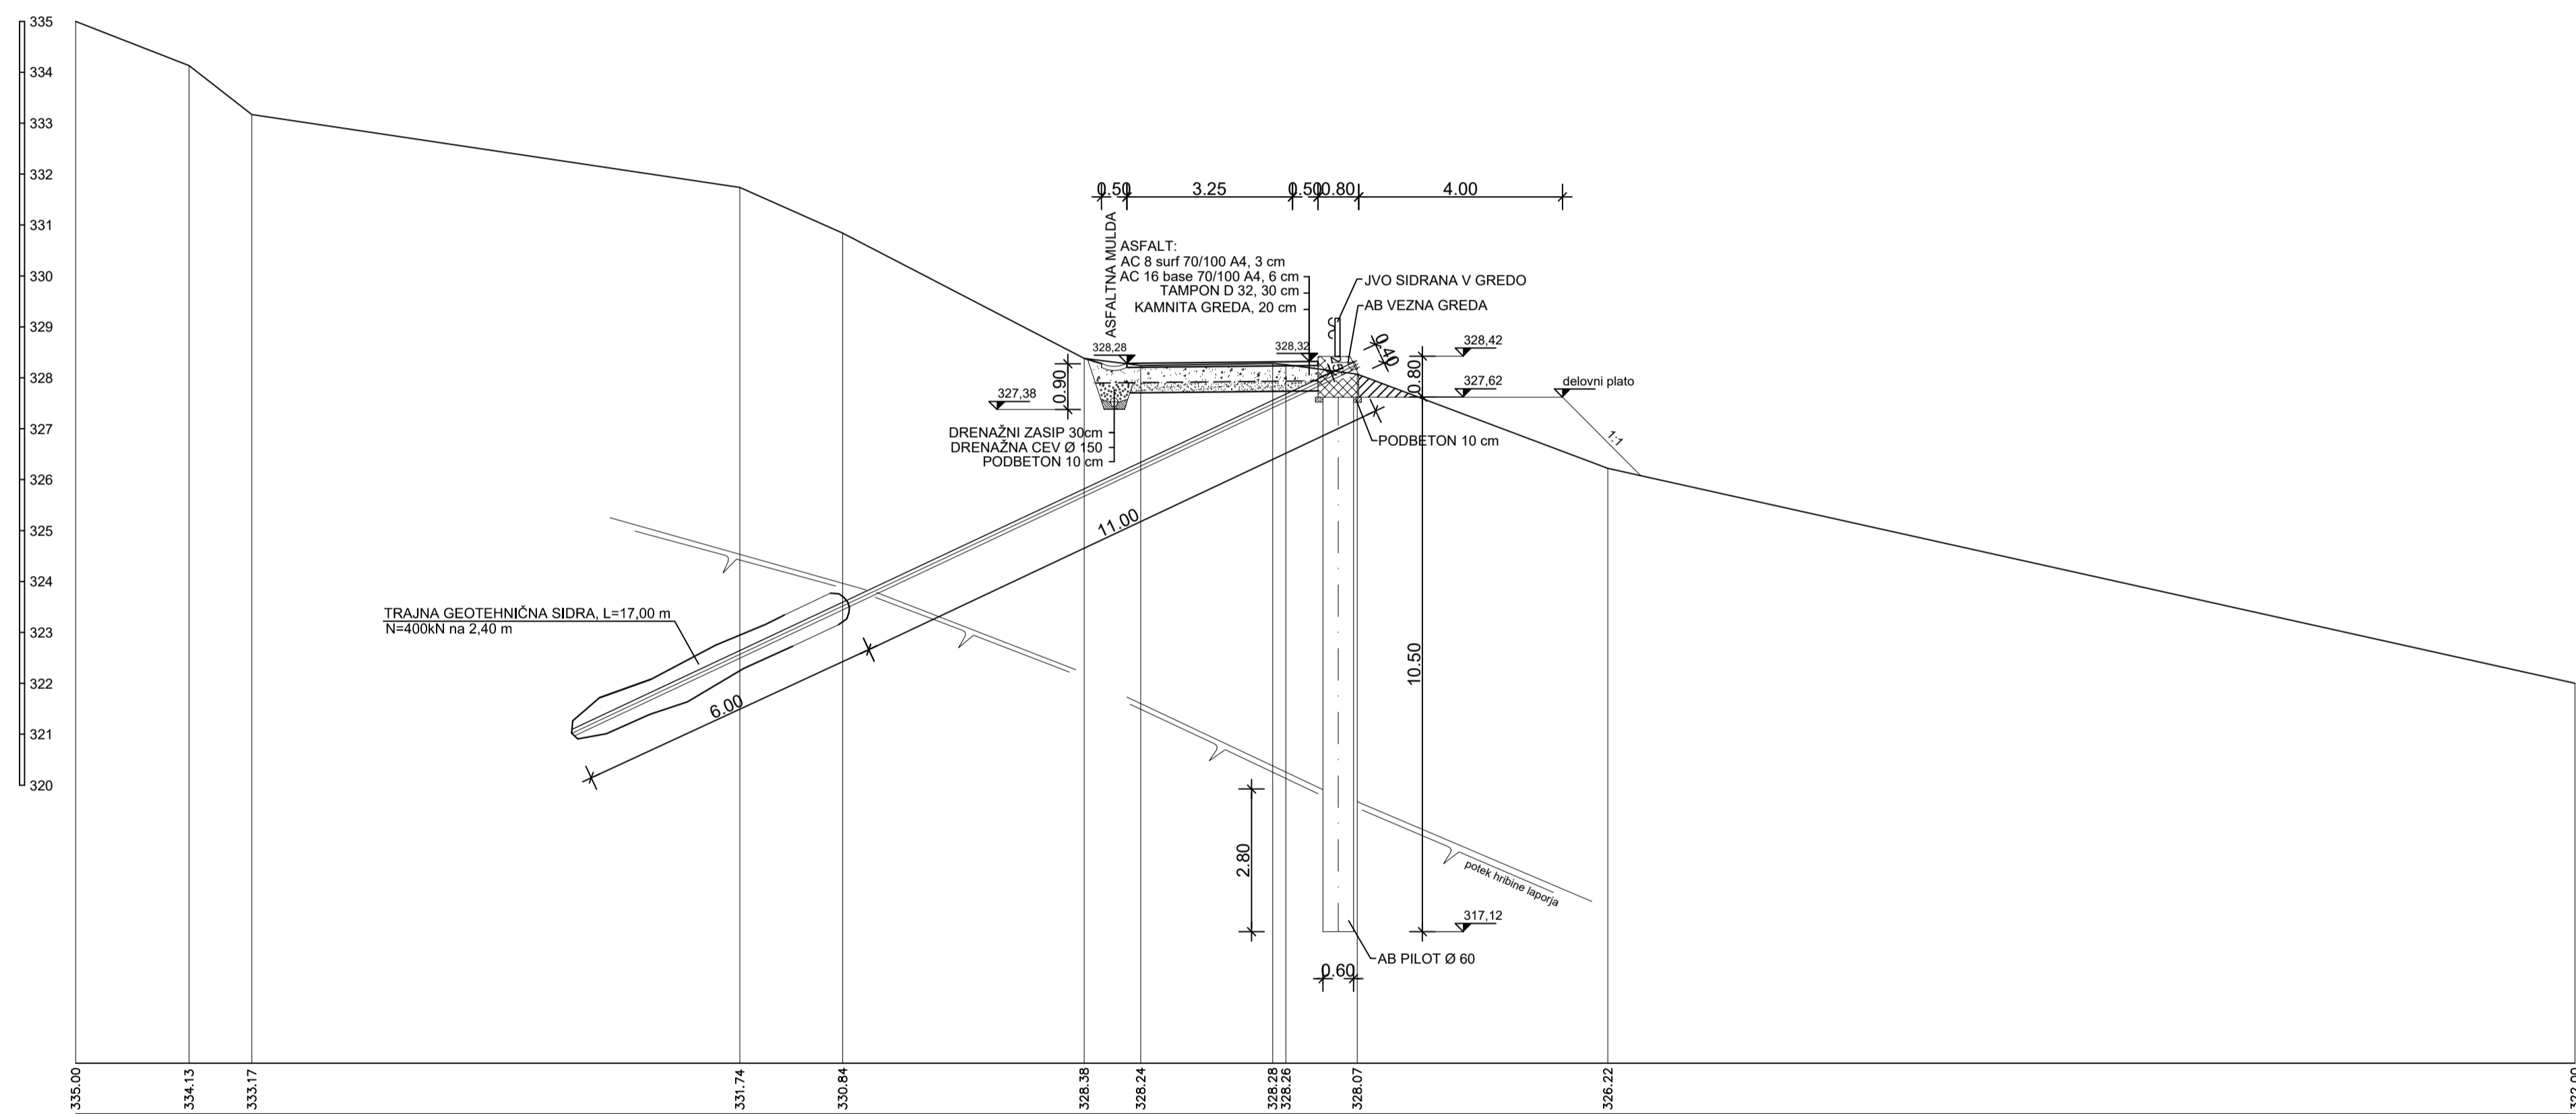 335
334
333
332
331
330
329
328
327
326
325
324
323
322
321
320
0.50
3.25
0.50
0.80
4.00
ASFALTNA MULDA
ASFALT:
AC 8 surf 70/100 A4, 3 cm
AC 16 base 70/100 A4, 6 cm
TAMPON D 32, 30 cm
KAMNITA GREDA, 20 cm
JVO SIDRANA V GREDO
AB VEZNA GREDA
328,28
328,32
0.40
0.80
328,42
327,62
delovni plato
1:1
0.90
327,38
DRENAŽNI ZASIP 30cm
DRENAŽNA CEV Ø 150
PODBETON 10 cm
PODBETON 10 cm
11.00
6.00
TRAJNA GEOTEHNIČNA SIDRA, L=17,00 m
N=400kN na 2,40 m
10.50
2.80
potek hribine laporja
317,12
AB PILOT Ø 60
0.60
335.00
334.13
333.17
331.74
330.84
328.38
328.24
328.28
328.26
328.07
326.22
322.00